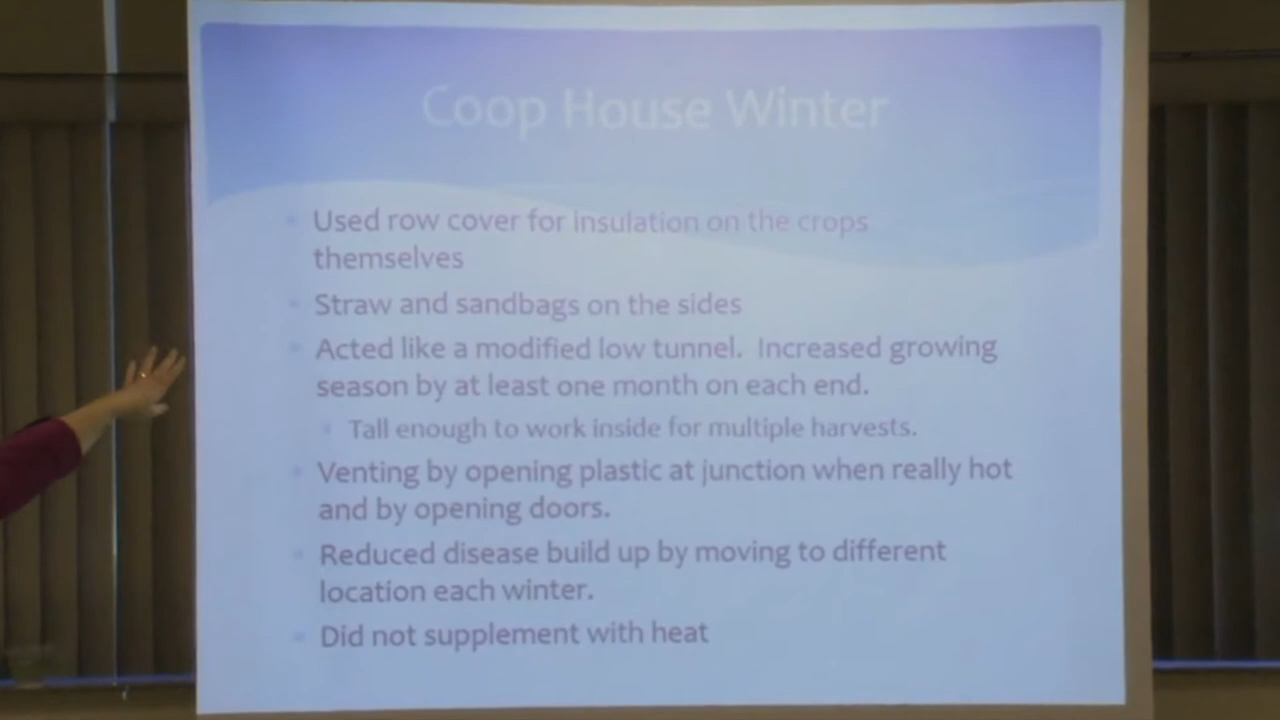 Coop House Winter
Used row cover for insulation on the crops
themselves
Straw and sandbags on the sides
Acted like a modified low tunnel.  Increased growing
season by at least one month on each end.
Tall enough to work inside for multiple harvests.
Venting by opening plastic at junction when really hot
and by opening doors.
Reduced disease build up by moving to different
location each winter.
Did not supplement with heat